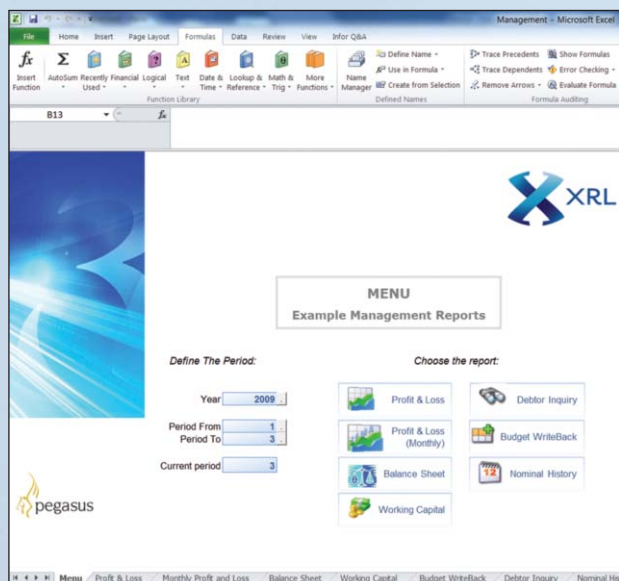 Management - Microsoft Excel
File Home Insert Page Layout Formulas Data Review View Infor Q&A
fx Insert Function
Σ AutoSum
Recently Used
Financial
Logical
Text
Date & Time
Lookup & Reference
Math & Trig
More Functions
Function Library
Name Manager
Define Name
Use in Formula
Create from Selection
Defined Names
Trace Precedents
Trace Dependents
Remove Arrows
Show Formulas
Error Checking
Evaluate Formula
Formula Auditing
B13 fx
XRL
MENU
Example Management Reports
Define The Period:
Year 2009
Period From 1
Period To 3
Current period 3
Choose the report:
Profit & Loss
Profit & Loss (Monthly)
Balance Sheet
Working Capital
Debtor Inquiry
Budget WriteBack
12 Nominal History
pegasus
Menu Profit & Loss Monthly Profit and Loss Balance Sheet Working Capital Budget WriteBack Debtor Inquiry Nominal His